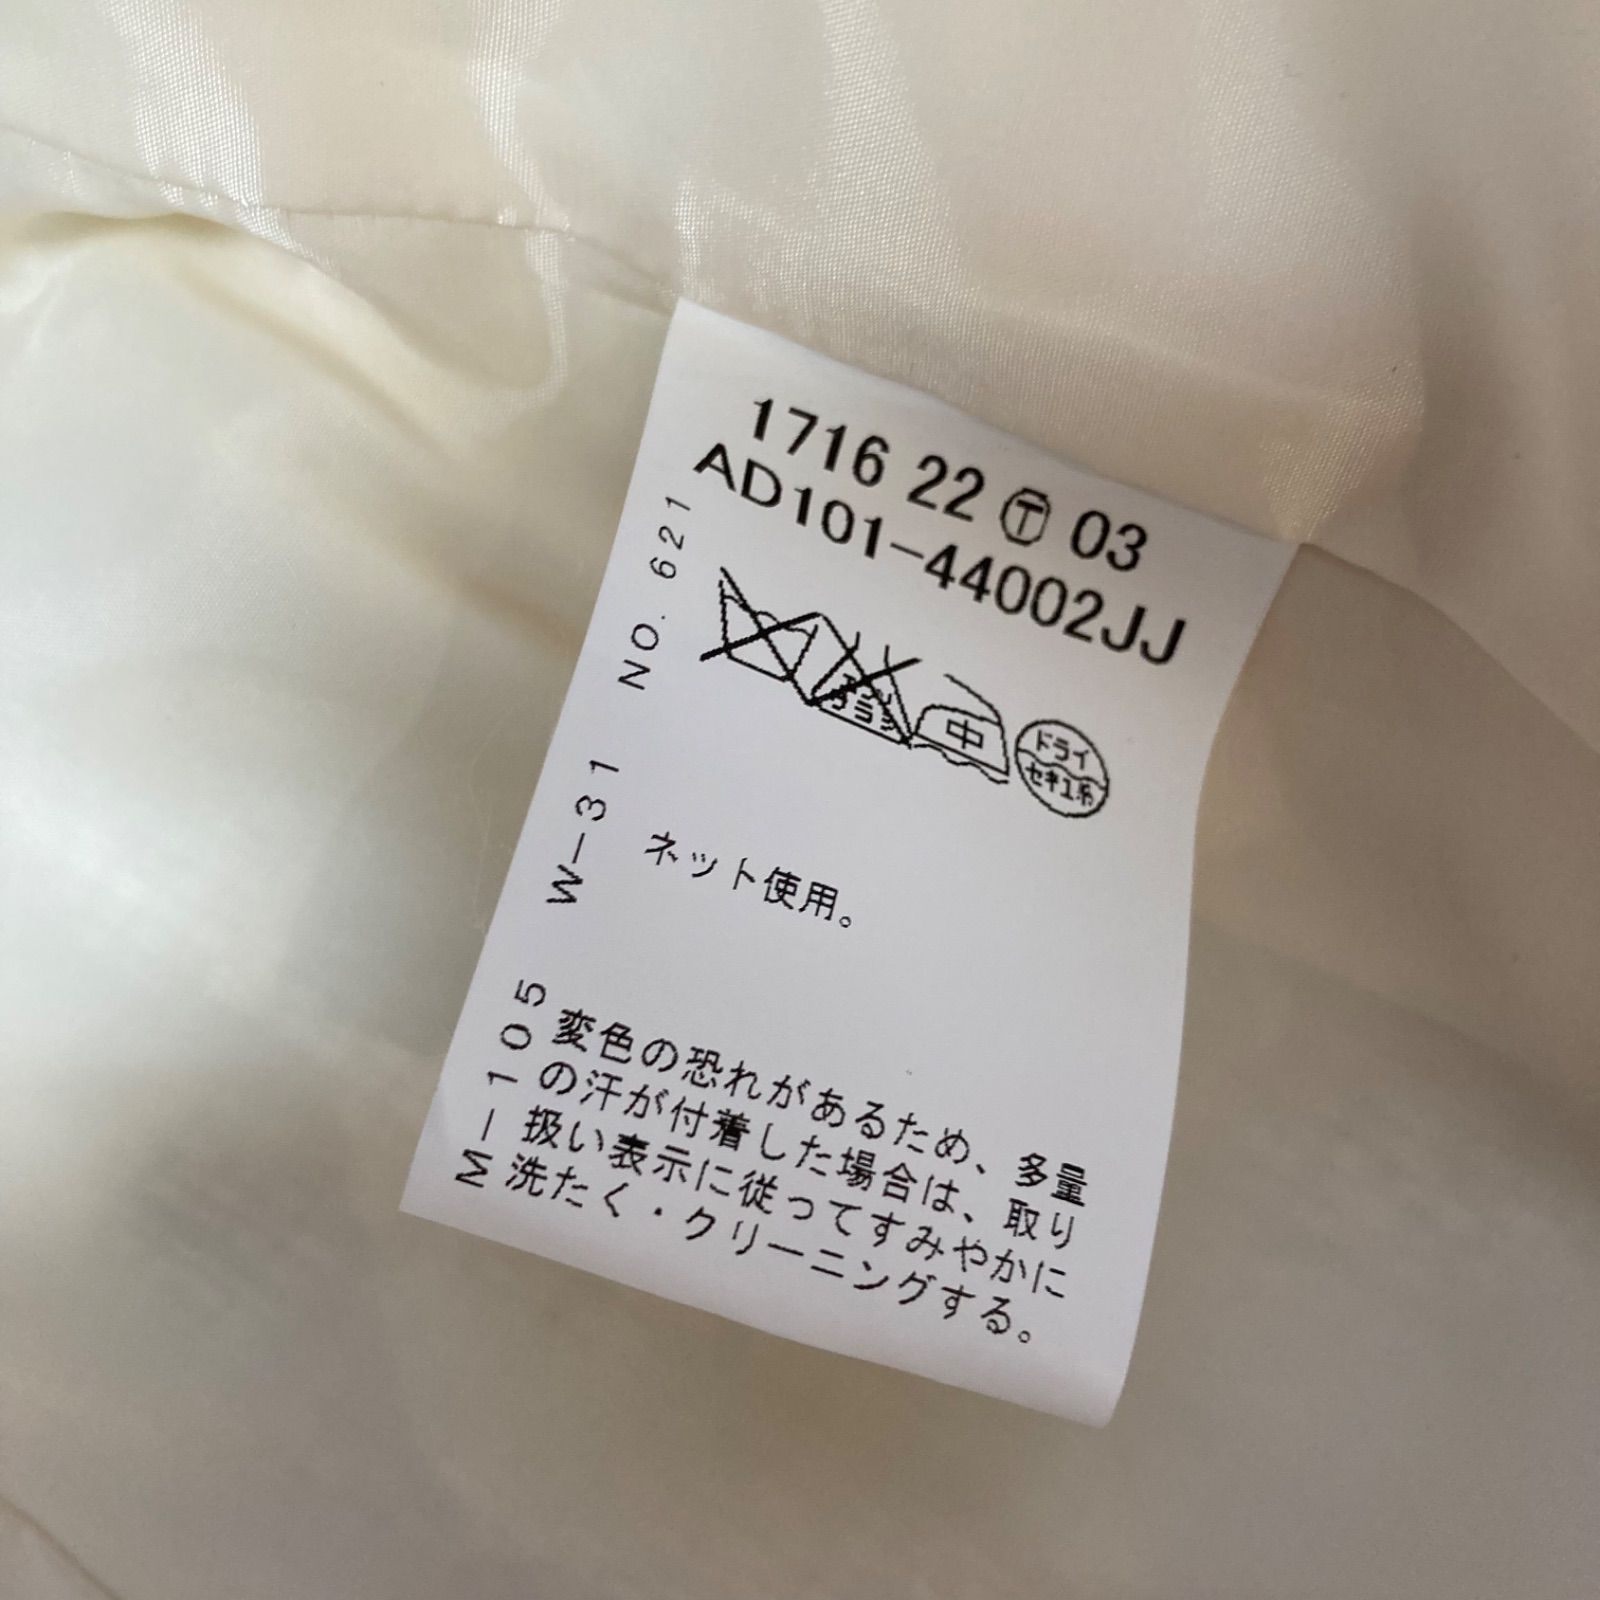 1716 22 Ⓣ 03
AD101-44002JJ
中
ドライ
セキユ系
ネット使用。
変色の恐れがあるため、多量
の汗が付着した場合は、取り
扱い表示に従ってすみやかに
洗たく・クリーニングする。
M-105 W-31 NO. 621